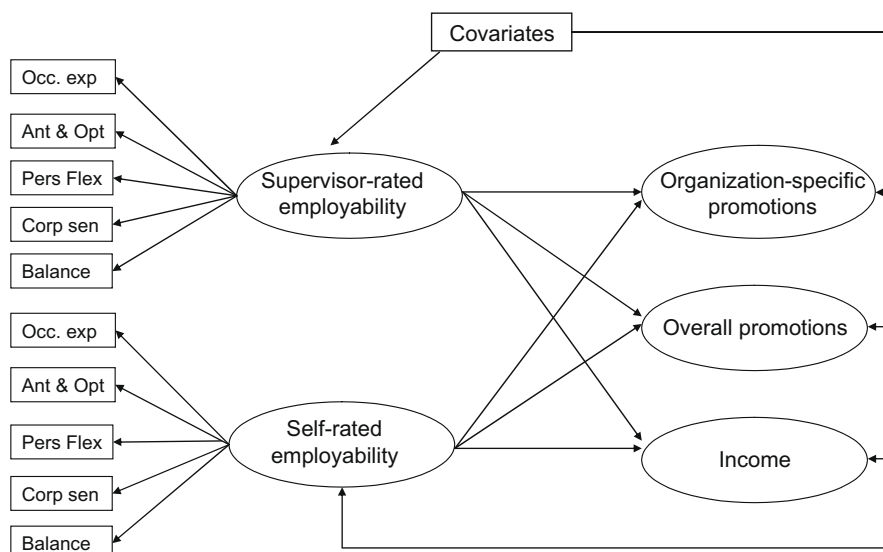 Covariates
Occ. exp
Ant & Opt
Pers Flex
Corp sen
Balance
Supervisor-rated
employability
Organization-specific
promotions
Overall promotions
Occ. exp
Ant & Opt
Pers Flex
Corp sen
Balance
Self-rated
employability
Income